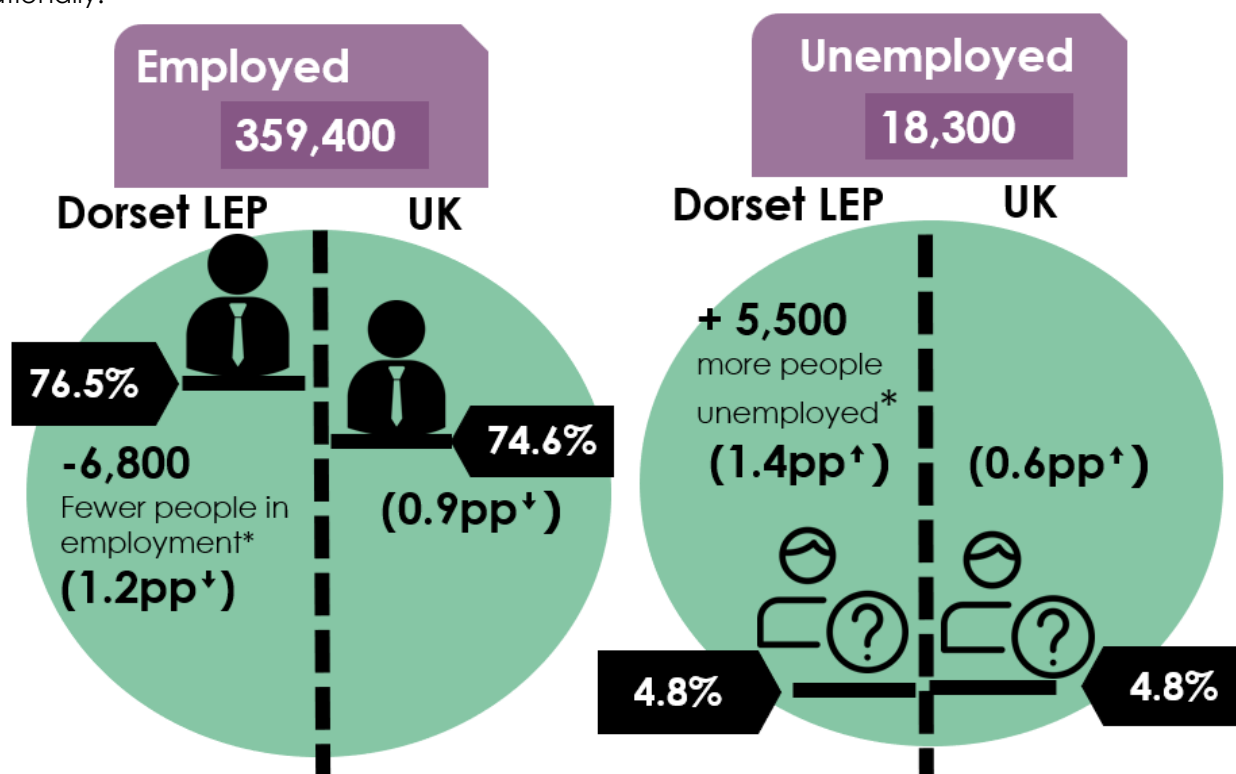 Employed
359,400
Dorset LEP UK
76.5%
74.6%
-6,800
Fewer people in
employment*
(1.2pp↓)
(0.9pp↓)
Unemployed
18,300
Dorset LEP UK
+ 5,500
more people
unemployed*
(1.4pp↑)
(0.6pp↑)
?
?
4.8%
4.8%